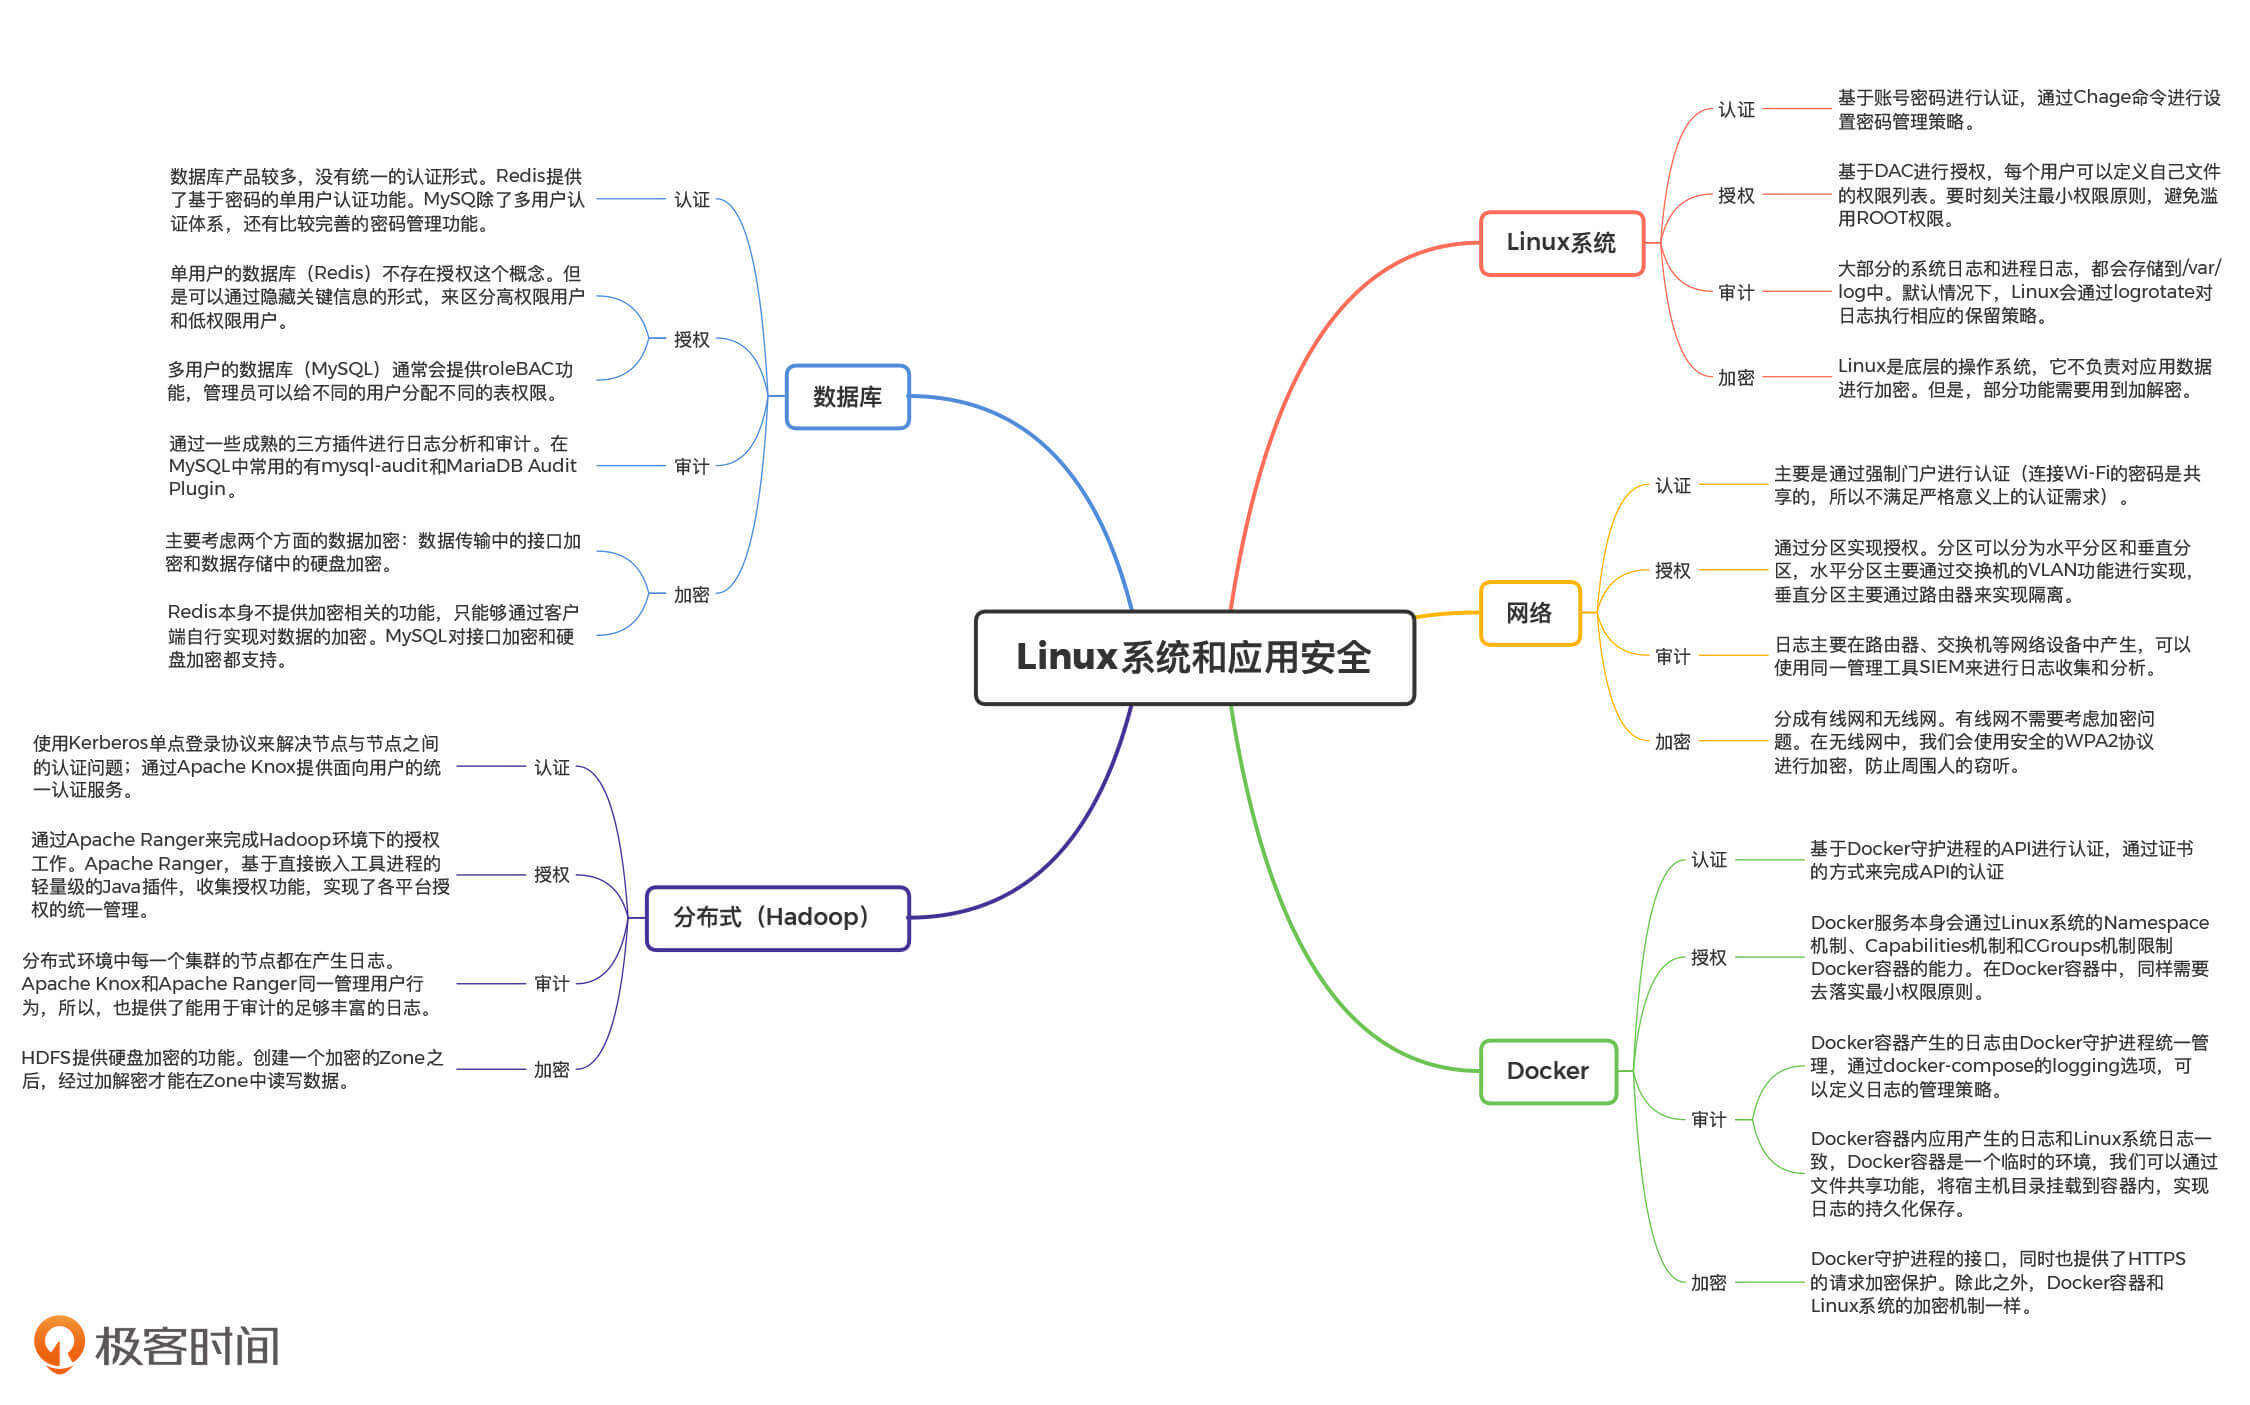 Linux系统和应用安全
Linux系统
认证
基于账号密码进行认证，通过Chage命令进行设
置密码管理策略。
授权
基于DAC进行授权，每个用户可以定义自己文件
的权限列表。要时刻关注最小权限原则，避免滥
用ROOT权限。
审计
大部分的系统日志和进程日志，都会存储到/var/
log中。默认情况下，Linux会通过logrotate对
日志执行相应的保留策略。
加密
Linux是底层的操作系统，它不负责对应用数据
进行加密。但是，部分功能需要用到加解密。
网络
认证
主要是通过强制门户进行认证（连接Wi-Fi的密码是共
享的，所以不满足严格意义上的认证需求）。
授权
通过分区实现授权。分区可以分为水平分区和垂直分
区，水平分区主要通过交换机的VLAN功能进行实现，
垂直分区主要通过路由器来实现隔离。
审计
日志主要在路由器、交换机等网络设备中产生，可以
使用同一管理工具SIEM来进行日志收集和分析。
加密
分成有线网和无线网。有线网不需要考虑加密问
题。在无线网中，我们会使用安全的WPA2协议
进行加密，防止周围人的窃听。
Docker
认证
基于Docker守护进程的API进行认证，通过证书
的方式来完成API的认证
授权
Docker服务本身会通过Linux系统的Namespace
机制、Capabilities机制和CGroups机制限制
Docker容器的能力。在Docker容器中，同样需要
去落实最小权限原则。
审计
Docker容器产生的日志由Docker守护进程统一管
理，通过docker-compose的logging选项，可
以定义日志的管理策略。
Docker容器内应用产生的日志和Linux系统日志一
致，Docker容器是一个临时的环境，我们可以通过
文件共享功能，将宿主机目录挂载到容器内，实现
日志的持久化保存。
加密
Docker守护进程的接口，同时也提供了HTTPS
的请求加密保护。除此之外，Docker容器和
Linux系统的加密机制一样。
数据库
认证
数据库产品较多，没有统一的认证形式。Redis提供
了基于密码的单用户认证功能。MySQ除了多用户认
证体系，还有比较完善的密码管理功能。
授权
单用户的数据库（Redis）不存在授权这个概念。但
是可以通过隐藏关键信息的形式，来区分高权限用户
和低权限用户。
多用户的数据库（MySQL）通常会提供roleBAC功
能，管理员可以给不同的用户分配不同的表权限。
审计
通过一些成熟的三方插件进行日志分析和审计。在
MySQL中常用的有mysql-audit和MariaDB Audit
Plugin。
加密
主要考虑两个方面的数据加密：数据传输中的接口加
密和数据存储中的硬盘加密。
Redis本身不提供加密相关的功能，只能够通过客户
端自行实现对数据的加密。MySQL对接口加密和硬
盘加密都支持。
分布式（Hadoop）
认证
使用Kerberos单点登录协议来解决节点与节点之间
的认证问题；通过Apache Knox提供面向用户的统
一认证服务。
授权
通过Apache Ranger来完成Hadoop环境下的授权
工作。Apache Ranger，基于直接嵌入工具进程的
轻量级的Java插件，收集授权功能，实现了各平台授
权的统一管理。
审计
分布式环境中每一个集群的节点都在产生日志。
Apache Knox和Apache Ranger同一管理用户行
为，所以，也提供了能用于审计的足够丰富的日志。
加密
HDFS提供硬盘加密的功能。创建一个加密的Zone之
后，经过加解密才能在Zone中读写数据。
极客时间